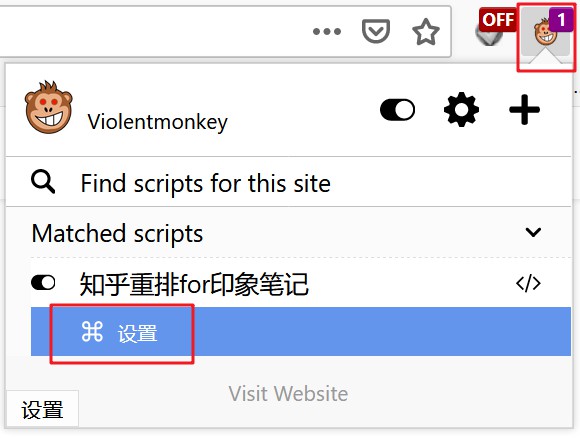 OFF
1
Violentmonkey
Find scripts for this site
Matched scripts
知乎重排for印象笔记
</>
⌘ 设置
Visit Website
设置